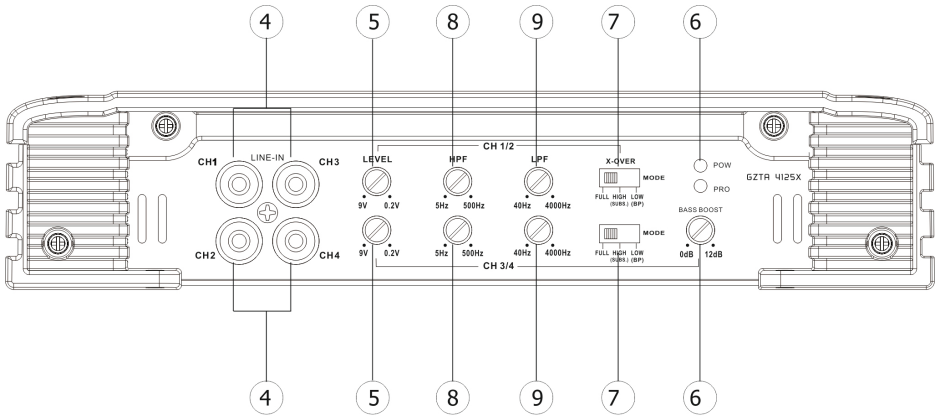 4 5 8 9 7 6
CH 1/2
LINE-IN
CH1 CH3 LEVEL HPF LPF X-OVER POW
MODE
PRO GZTA 4125X
9V 0.2V 5Hz 500Hz 40Hz 4000Hz FULL HIGH LOW
(SUBS.) (BP)
BASS BOOST
MODE
CH2 CH4 9V 0.2V 5Hz 500Hz 40Hz 4000Hz FULL HIGH LOW 0dB 12dB
(SUBS.) (BP)
CH 3/4
4 5 8 9 7 6